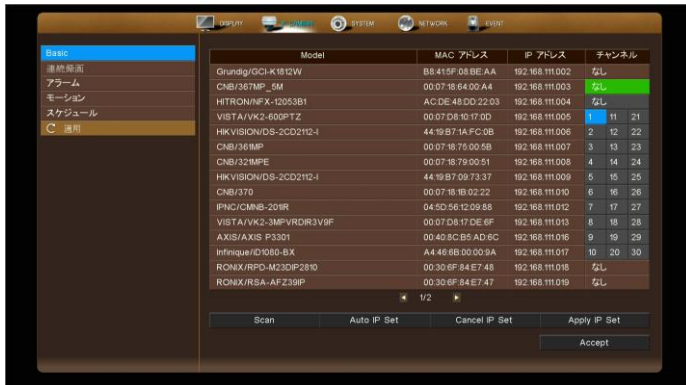 DISPLAY IP CAMERA SYSTEM NETWORK EVENT
Basic
連続録画
アラーム
モーション
スケジュール
適用
Model MAC アドレス IP アドレス チャンネル
Grundig/GCI-K1812W B8:41:5F:08:BE:AA 192.168.111.002 なし
CNB/367MP_5M 00:07:18:64:00:A4 192.168.111.003 なし
HITRON/NFX-12053B1 AC:DE:48:DD:22:03 192.168.111.004 なし
VISTA/VK2-600PTZ 00:07:D8:10:17:0D 192.168.111.005 1 11 21
HIKVISION/DS-2CD2112-I 44:19:B7:1A:FC:0B 192.168.111.006 2 12 22
CNB/361MP 00:07:18:75:00:5B 192.168.111.007 3 13 23
CNB/321MPE 00:07:18:79:00:51 192.168.111.008 4 14 24
HIKVISION/DS-2CD2112-I 44:19:B7:09:73:37 192.168.111.009 5 15 25
CNB/370 00:07:18:1B:02:22 192.168.111.010 6 16 26
IPNC/CMNB-201IR 04:5D:56:12:09:88 192.168.111.012 7 17 27
VISTA/VK2-3MPVRDIR3V9F 00:07:D8:17:DE:6F 192.168.111.013 8 18 28
AXIS/AXIS P3301 00:40:8C:B5:AD:6C 192.168.111.016 9 19 29
Infinique/iD1080-BX A4:46:6B:00:00:9A 192.168.111.017 10 20 30
RONIX/RPD-M23DIP2810 00:30:6F:84:E7:48 192.168.111.018 なし
RONIX/RSA-AFZ39IP 00:30:6F:84:E7:47 192.168.111.019 なし
1/2
Scan Auto IP Set Cancel IP Set Apply IP Set
Accept